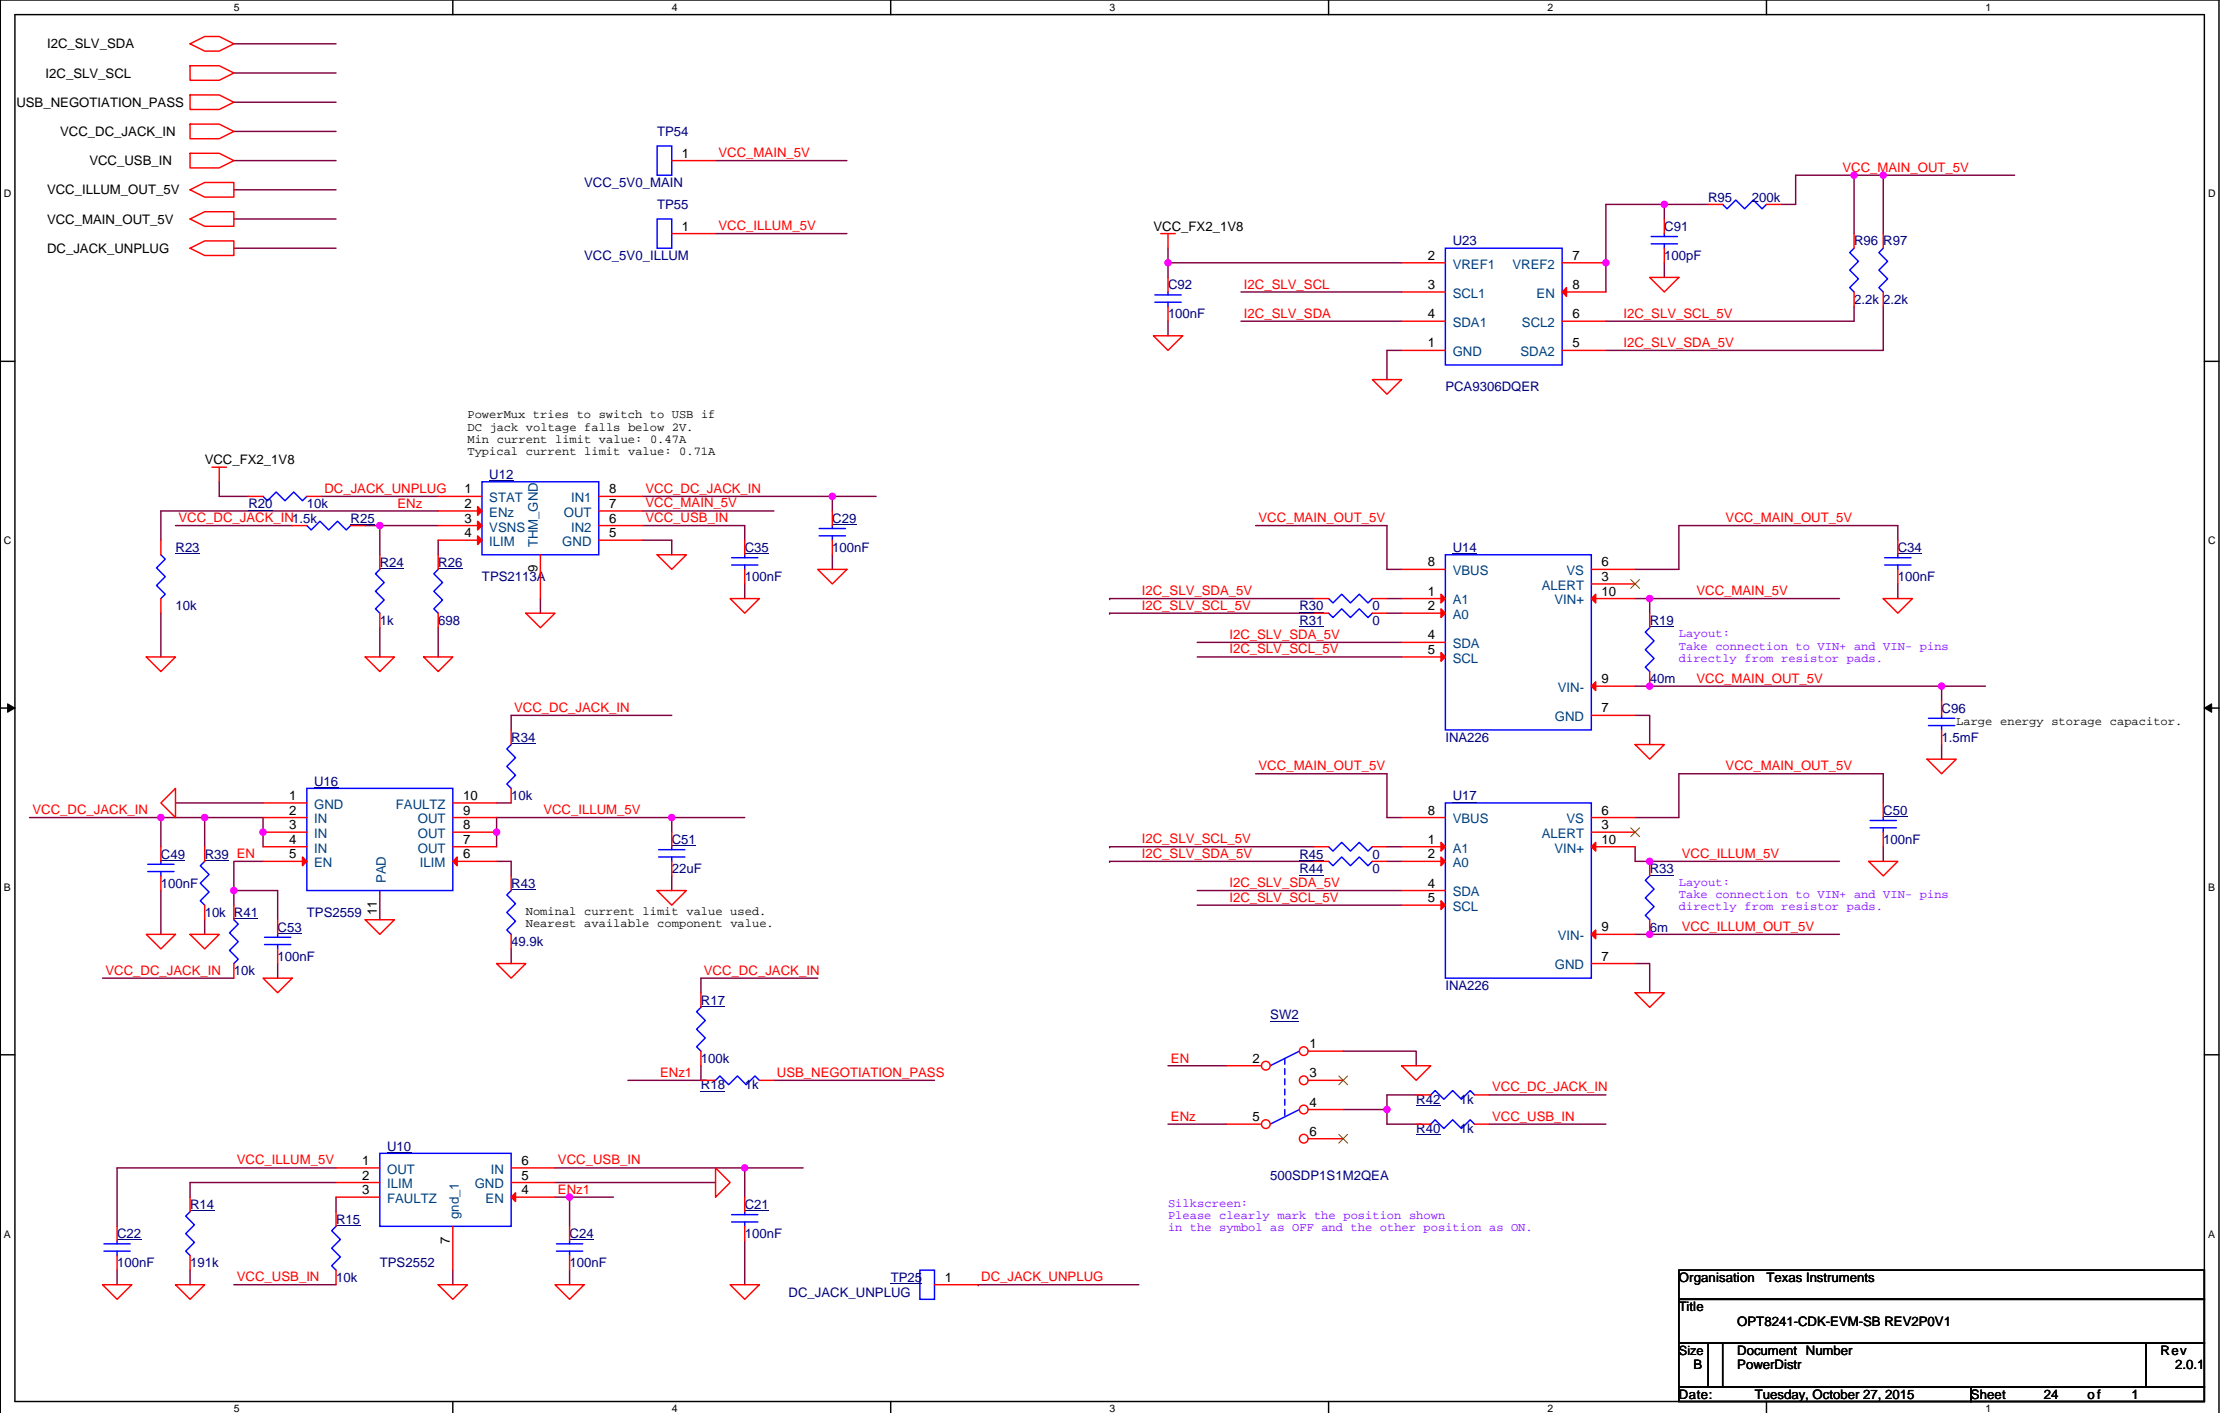 5 4 3 2 1
I2C_SLV_SDA
I2C_SLV_SCL
USB_NEGOTIATION_PASS
VCC_DC_JACK_IN
VCC_USB_IN
VCC_ILLUM_OUT_5V
VCC_MAIN_OUT_5V
DC_JACK_UNPLUG
D
D
TP54
1 VCC_MAIN_5V
VCC_5V0_MAIN
TP55
1 VCC_ILLUM_5V
VCC_5V0_ILLUM
VCC_MAIN_OUT_5V
R95 200k
VCC_FX2_1V8
C91
100pF
R96 R97
2.2k 2.2k
U23
2 VREF1 VREF2 7
I2C_SLV_SCL 3 SCL1 EN 8
I2C_SLV_SDA 4 SDA1 SCL2 6 I2C_SLV_SCL_5V
1 GND SDA2 5 I2C_SLV_SDA_5V
C92
100nF
PCA9306DQER
PowerMux tries to switch to USB if
DC jack voltage falls below 2V.
Min current limit value: 0.47A
Typical current limit value: 0.71A
VCC_FX2_1V8
U12
DC_JACK_UNPLUG 1 STAT IN1 8 VCC_DC_JACK_IN
R20 10k ENz 2 ENz OUT 7 VCC_MAIN_5V
VCC_DC_JACK_IN 1.5k R25 3 VSNS IN2 6 VCC_USB_IN
4 ILIM GND 5
THM_GND
9
TPS2113A
C
C
R23
10k
R24
1k
R26
698
C35
100nF
C29
100nF
VCC_MAIN_OUT_5V
VCC_MAIN_OUT_5V
U14
C34
100nF
8 VBUS VS 6
ALERT 3
I2C_SLV_SDA_5V R30 0 1 A1 VIN+ 10 VCC_MAIN_5V
I2C_SLV_SCL_5V R31 0 2 A0
I2C_SLV_SDA_5V 4 SDA
I2C_SLV_SCL_5V 5 SCL
R19
40m
Layout:
Take connection to VIN+ and VIN- pins
directly from resistor pads.
VIN- 9 VCC_MAIN_OUT_5V
GND 7
INA226
C96
1.5mF
Large energy storage capacitor.
VCC_DC_JACK_IN
R34
10k
U16
VCC_DC_JACK_IN
1 GND FAULTZ 10
2 IN OUT 9 VCC_ILLUM_5V
3 IN OUT 8
4 IN OUT 7
EN 5 EN ILIM 6
PAD
11
TPS2559
C49
100nF
R39
10k
R41
10k
C53
100nF
VCC_DC_JACK_IN
C51
22uF
R43
49.9k
Nominal current limit value used.
Nearest available component value.
B
B
VCC_MAIN_OUT_5V
VCC_MAIN_OUT_5V
U17
C50
100nF
8 VBUS VS 6
ALERT 3
I2C_SLV_SCL_5V R45 0 1 A1 VIN+ 10
I2C_SLV_SDA_5V R44 0 2 A0 VCC_ILLUM_5V
I2C_SLV_SDA_5V 4 SDA
I2C_SLV_SCL_5V 5 SCL
R33
6m
Layout:
Take connection to VIN+ and VIN- pins
directly from resistor pads.
VIN- 9 VCC_ILLUM_OUT_5V
GND 7
INA226
VCC_DC_JACK_IN
R17
100k
ENz1 R18 1k USB_NEGOTIATION_PASS
SW2
EN 2 1
3
ENz 5 4
6
R42 1k VCC_DC_JACK_IN
R40 1k VCC_USB_IN
500SDP1S1M2QEA
Silkscreen:
Please clearly mark the position shown
in the symbol as OFF and the other position as ON.
U10
VCC_ILLUM_5V 1 OUT IN 6 VCC_USB_IN
2 ILIM GND 5
3 FAULTZ EN 4 ENz1
gnd_1
7
TPS2552
C22
100nF
R14
191k
R15
10k
VCC_USB_IN
C24
100nF
C21
100nF
A
A
TP25 1 DC_JACK_UNPLUG
DC_JACK_UNPLUG
Organisation Texas Instruments
Title
OPT8241-CDK-EVM-SB REV2P0V1
Size Document Number Rev
B PowerDistr 2.0.1
Date: Tuesday, October 27, 2015 Sheet 24 of 1
5 4 3 2 1